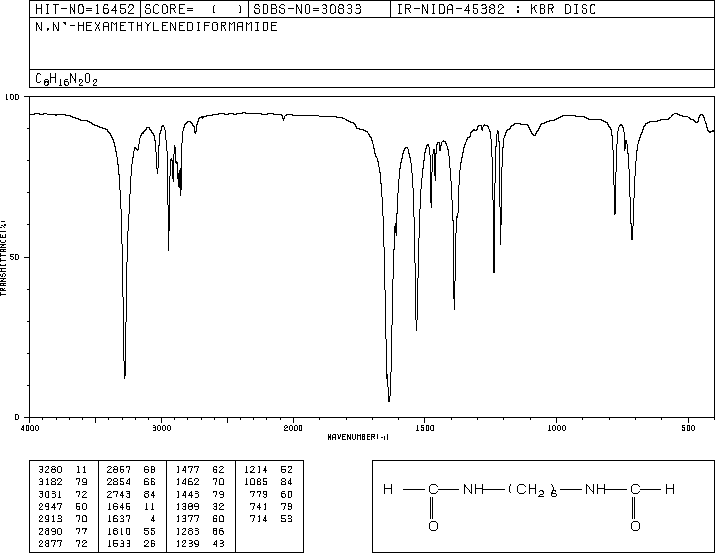 HIT-NO=16452 SCORE= ( ) SDBS-NO=30833 IR-NIDA-45382 : KBR DISC
N,N'-HEXAMETHYLENEDIFORMAMIDE
C8H16N2O2
100
50
0
TRANSMITTANCE(%)
4000 3000 2000 1500 1000 500
WAVENUMBER(-1)
3280 11 2867 68 1477 62 1214 52
3182 79 2854 66 1462 70 1085 84
3031 72 2743 84 1443 79 779 60
2947 50 1646 11 1389 32 741 79
2913 70 1637 4 1377 60 714 53
2890 77 1610 55 1283 86
2877 72 1533 26 1239 43
H C NH (CH2)6 NH C H
O O